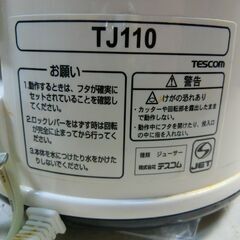 TJ110
TESCOM
お願い
1.動作するときは、フタが確実に
セットされていることを確認して
ください。
2.ロックレバーをはずす時は回転
が完全に止まってから行ってく
ださい。
3.本体を水につけたり水をかけた
りしないでください。
警告
けがの恐れあり
・カッターや回転部を露出したまま
で動作させない。
・動作中にフタを開けたり、投入口
の中に指を入れない。
種類 ジューサー
株式会社 テスコム
JET